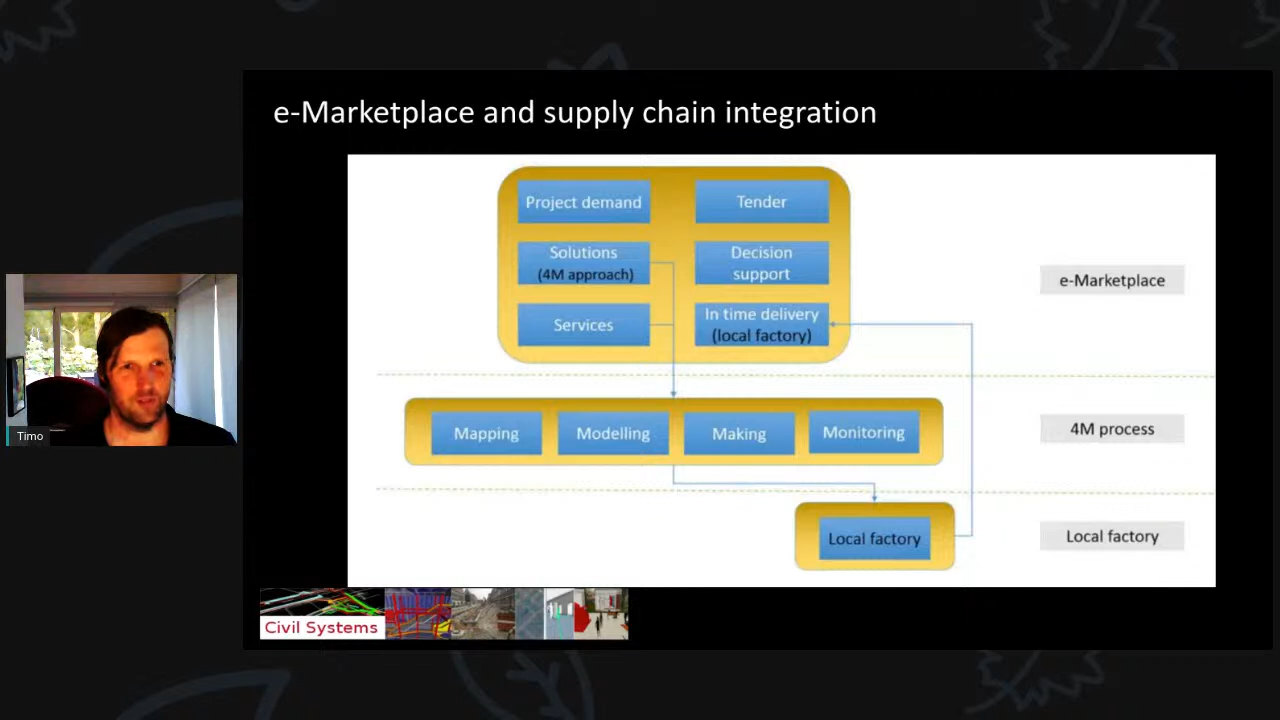 e-Marketplace and supply chain integration
Project demand
Tender
Solutions
(4M approach)
Decision
support
Services
In time delivery
(local factory)
e-Marketplace
Mapping
Modelling
Making
Monitoring
4M process
Local factory
Local factory
Civil Systems
Timo